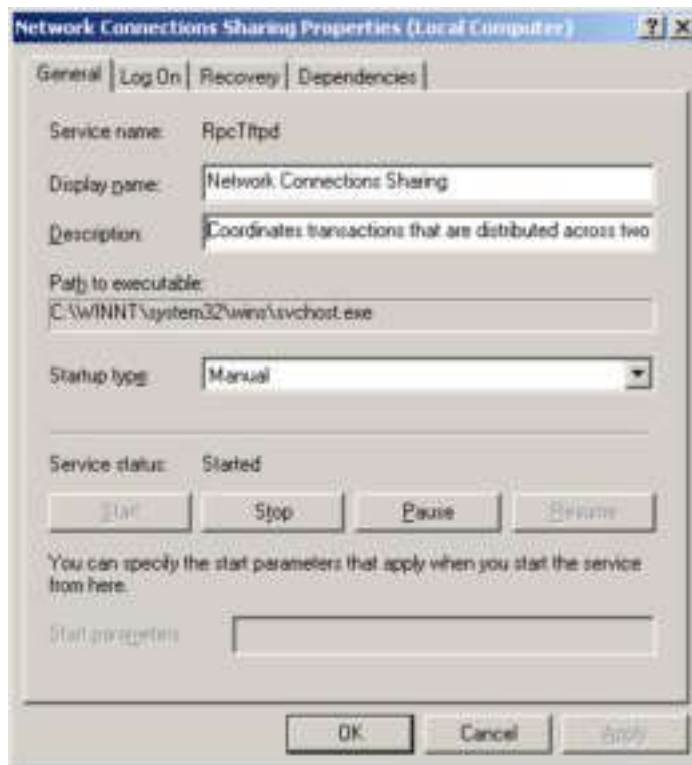 Network Connections Sharing Properties (Local Computer)
General Log On Recovery Dependencies
Service name: RpcTftpd
Display name: Network Connections Sharing
Description: Coordinates transactions that are distributed across two
Path to executable:
C:\WINNT\system32\wins\svchost.exe
Startup type: Manual
Service status: Started
Start Stop Pause Resume
You can specify the start parameters that apply when you start the service
from here.
Start parameters:
OK Cancel Apply